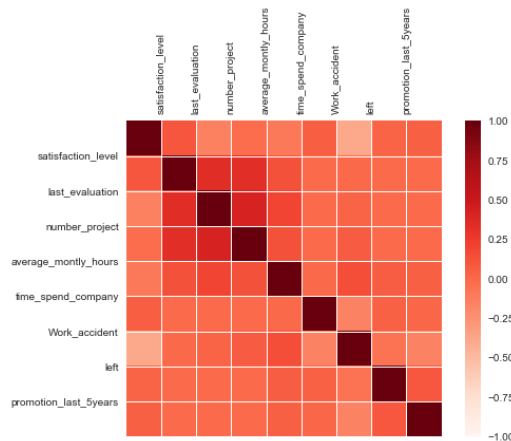 satisfaction_level
last_evaluation
number_project
average_montly_hours
time_spend_company
Work_accident
left
promotion_last_5years
satisfaction_level
last_evaluation
number_project
average_montly_hours
time_spend_company
Work_accident
left
promotion_last_5years
1.00
0.75
0.50
0.25
0.00
−0.25
−0.50
−0.75
−1.00